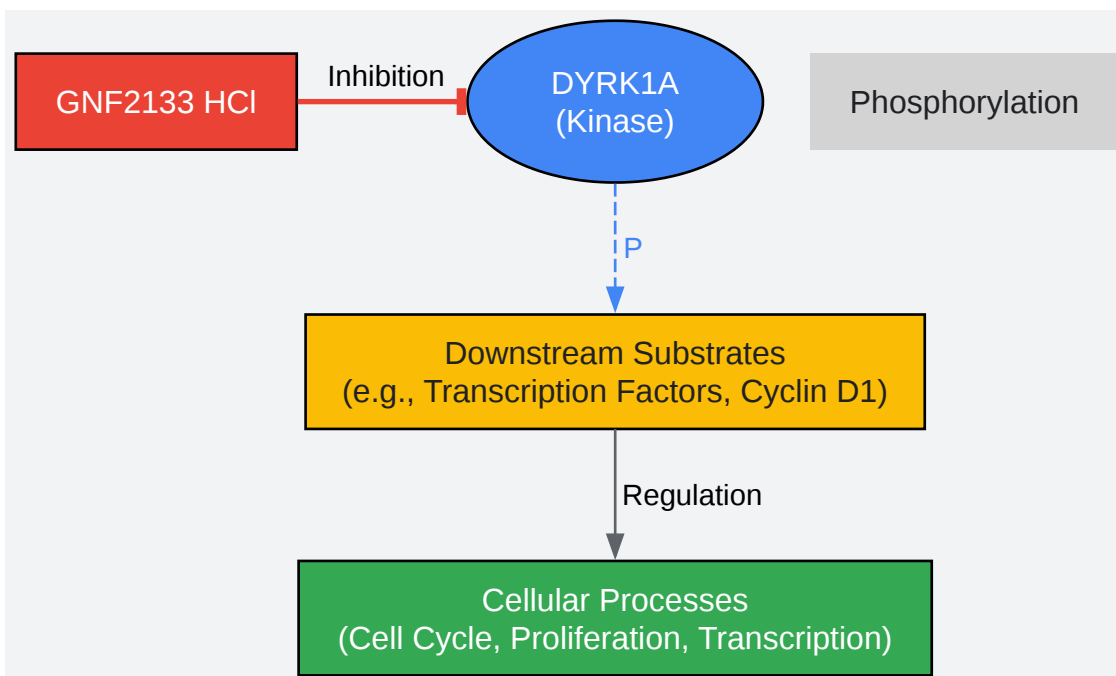 GNF2133 HCl
Inhibition
DYRK1A
(Kinase)
Phosphorylation
P
Downstream Substrates
(e.g., Transcription Factors, Cyclin D1)
Regulation
Cellular Processes
(Cell Cycle, Proliferation, Transcription)